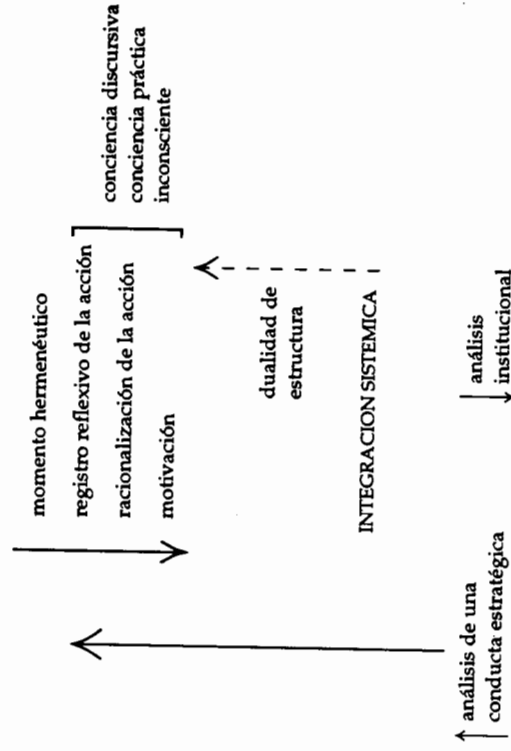 momento hermenéutico
registro reflexivo de la acción
racionalización de la acción
motivación
conciencia discursiva
conciencia práctica
inconsciente
dualidad de
estructura
INTEGRACION SISTEMICA
análisis de una
conducta estratégica
análisis
institucional